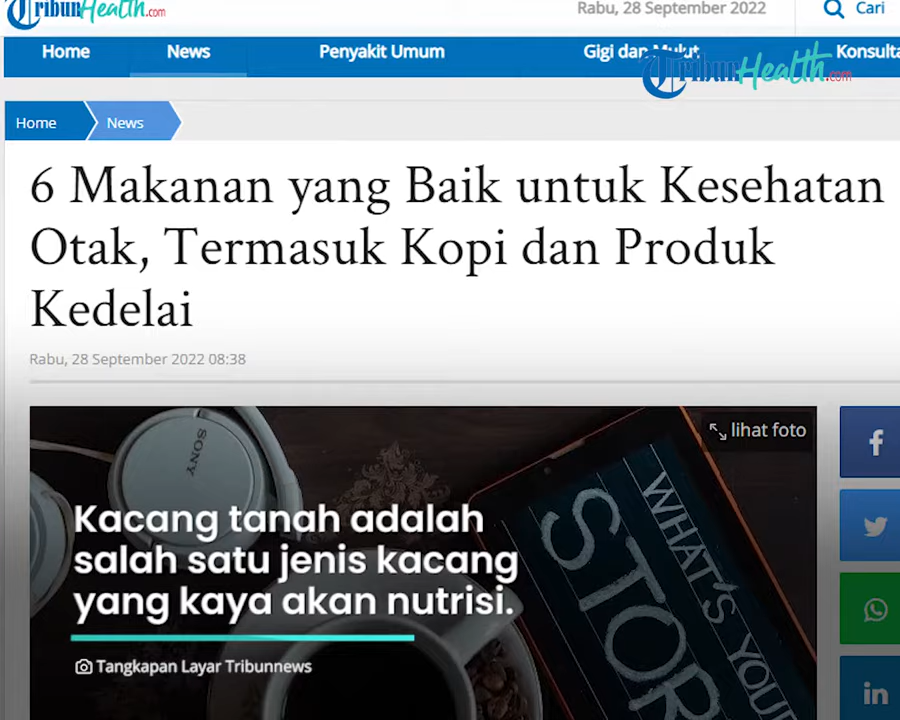 TribunHealth.com
Rabu, 28 September 2022
Cari
Home News Penyakit Umum Gigi dan Mulut Konsulta
TribunHealth.com
Home News
6 Makanan yang Baik untuk Kesehatan
Otak, Termasuk Kopi dan Produk
Kedelai
Rabu, 28 September 2022 08:38
lihat foto
SONY
Kacang tanah adalah
salah satu jenis kacang
yang kaya akan nutrisi.
Tangkapan Layar Tribunnews
WHAT'S YOUR
STOR